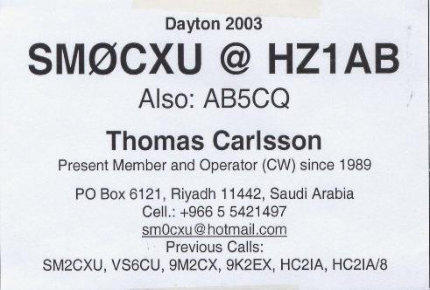 Dayton 2003
SMØCXU @ HZ1AB
Also: AB5CQ
Thomas Carlsson
Present Member and Operator (CW) since 1989
PO Box 6121, Riyadh 11442, Saudi Arabia
Cell.: +966 5 5421497
sm0cxu@hotmail.com
Previous Calls:
SM2CXU, VS6CU, 9M2CX, 9K2EX, HC2IA, HC2IA/8